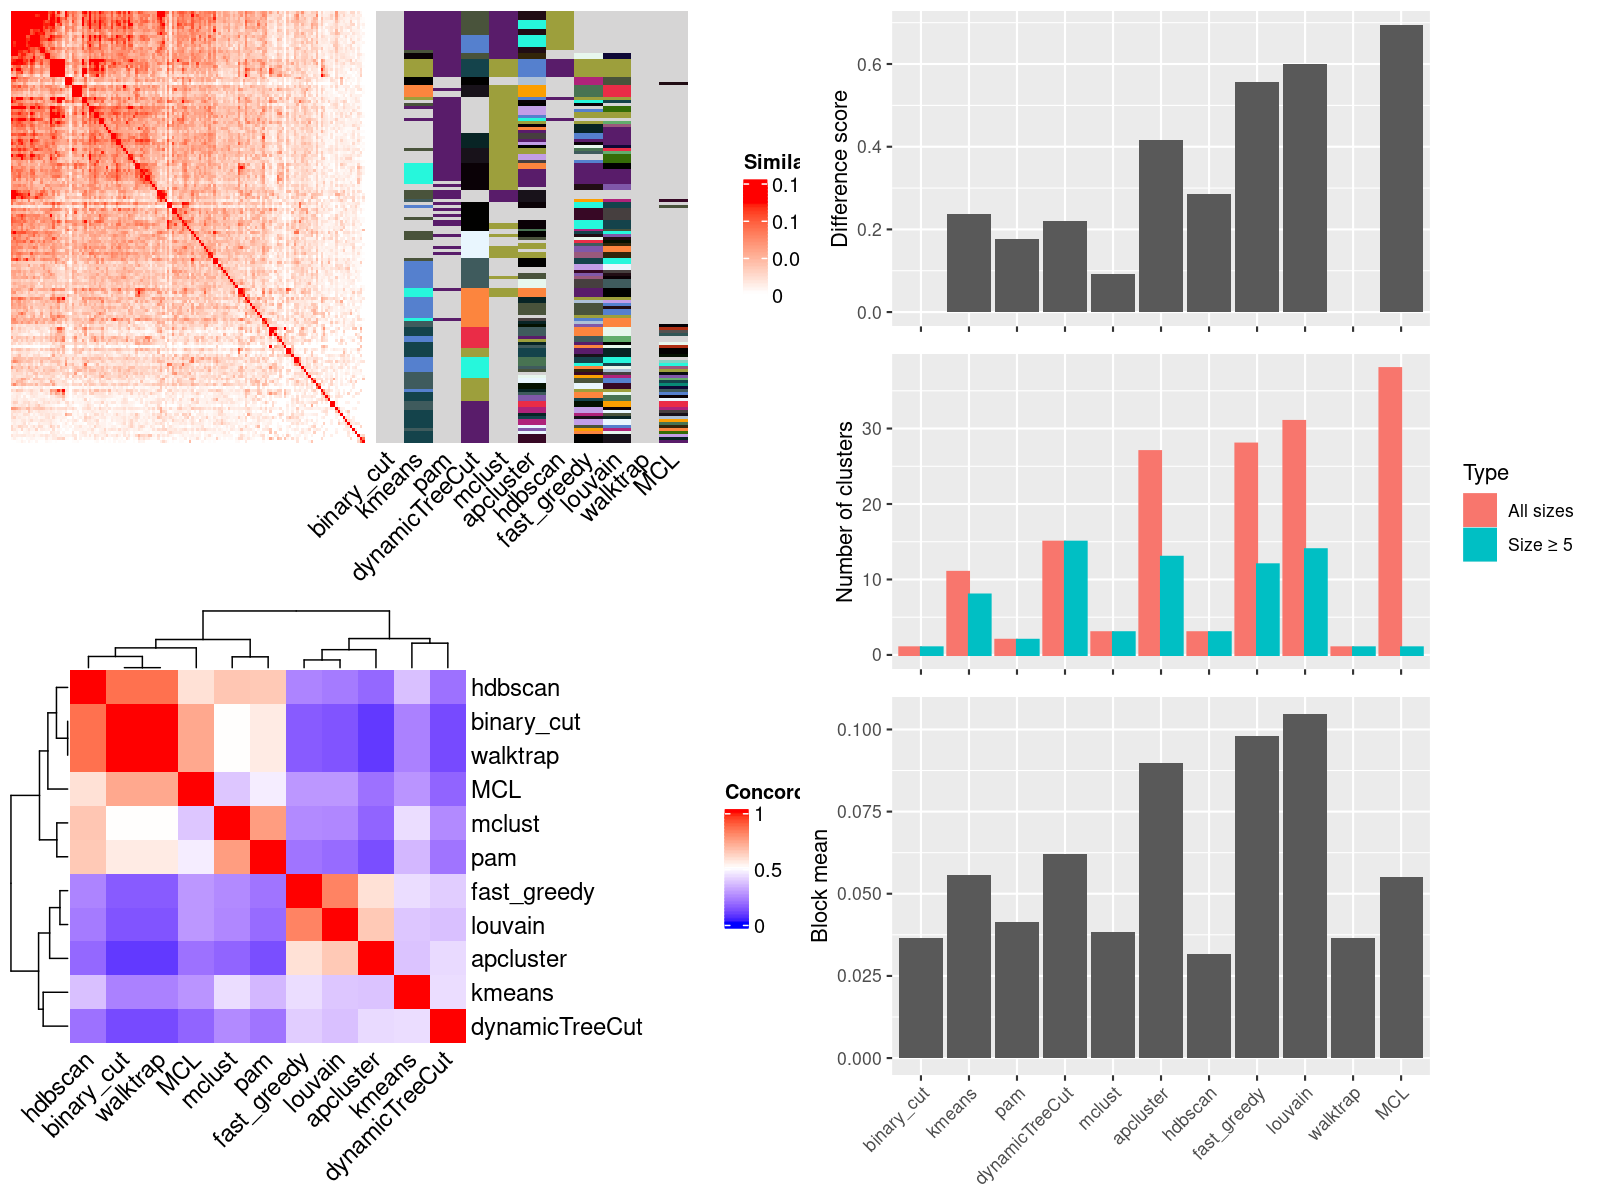 Simila
0.1
0.1
0.0
0
binary_cut
kmeans
pam
dynamicTreeCut
mclust
apcluster
hdbscan
fast_greedy
louvain
walktrap
MCL
hdbscan
binary_cut
walktrap
MCL
mclust
pam
fast_greedy
louvain
apcluster
kmeans
dynamicTreeCut
hdbscan
binary_cut
walktrap
MCL
mclust
pam
fast_greedy
louvain
apcluster
kmeans
dynamicTreeCut
Concord
1
0.5
0
Difference score
0.6
0.4
0.2
0.0
Number of clusters
30
20
10
0
Type
All sizes
Size ≥ 5
Block mean
0.100
0.075
0.050
0.025
0.000
binary_cut
kmeans
pam
dynamicTreeCut
mclust
apcluster
hdbscan
fast_greedy
louvain
walktrap
MCL